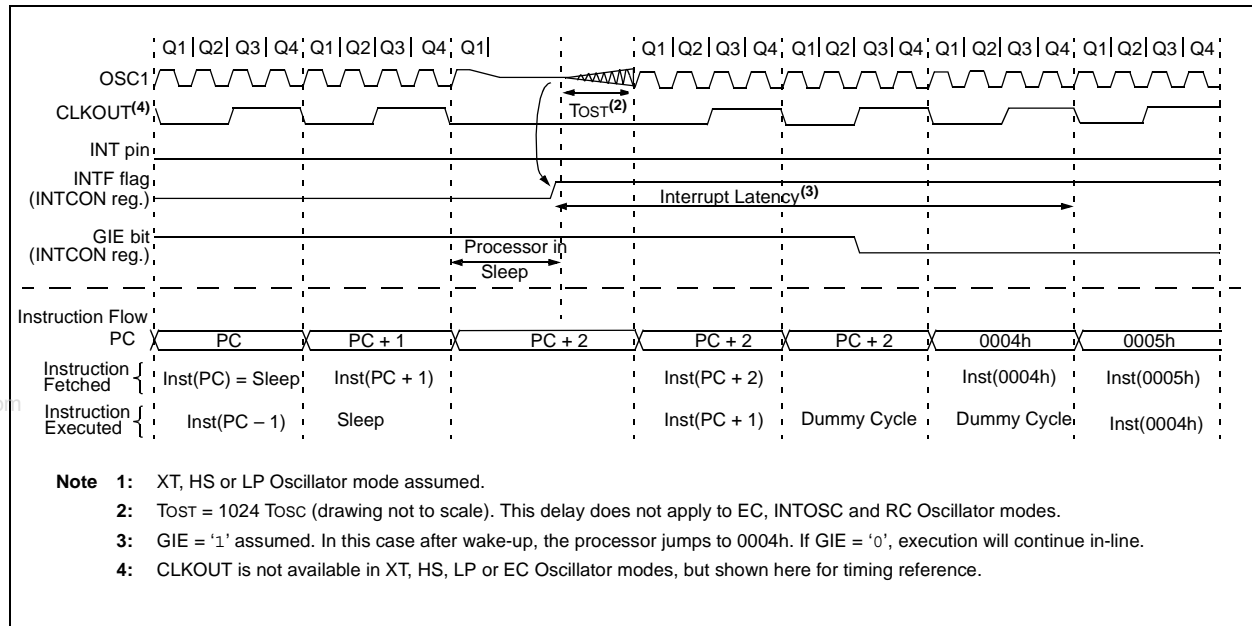 Q1 | Q2 | Q3 | Q4 Q1 | Q2 | Q3 | Q4 Q1 | Q1 | Q2 | Q3 | Q4 Q1 | Q2 | Q3 | Q4 Q1 | Q2 | Q3 | Q4 Q1 | Q2 | Q3 | Q4
OSC1
CLKOUT(4)
TOST(2)
INT pin
INTF flag
(INTCON reg.)
Interrupt Latency(3)
GIE bit
(INTCON reg.)
Processor in
Sleep
Instruction Flow
PC PC PC + 1 PC + 2 PC + 2 PC + 2 0004h 0005h
Instruction
Fetched { Inst(PC) = Sleep Inst(PC + 1) Inst(PC + 2) Inst(0004h) Inst(0005h)
Instruction
Executed { Inst(PC – 1) Sleep Inst(PC + 1) Dummy Cycle Dummy Cycle Inst(0004h)
Note 1: XT, HS or LP Oscillator mode assumed.
2: TOST = 1024 TOSC (drawing not to scale). This delay does not apply to EC, INTOSC and RC Oscillator modes.
3: GIE = ‘1’ assumed. In this case after wake-up, the processor jumps to 0004h. If GIE = ‘0’, execution will continue in-line.
4: CLKOUT is not available in XT, HS, LP or EC Oscillator modes, but shown here for timing reference.